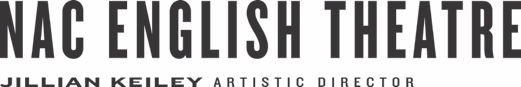 NAC ENGLISH THEATRE
JILLIAN KEILEY ARTISTIC DIRECTOR